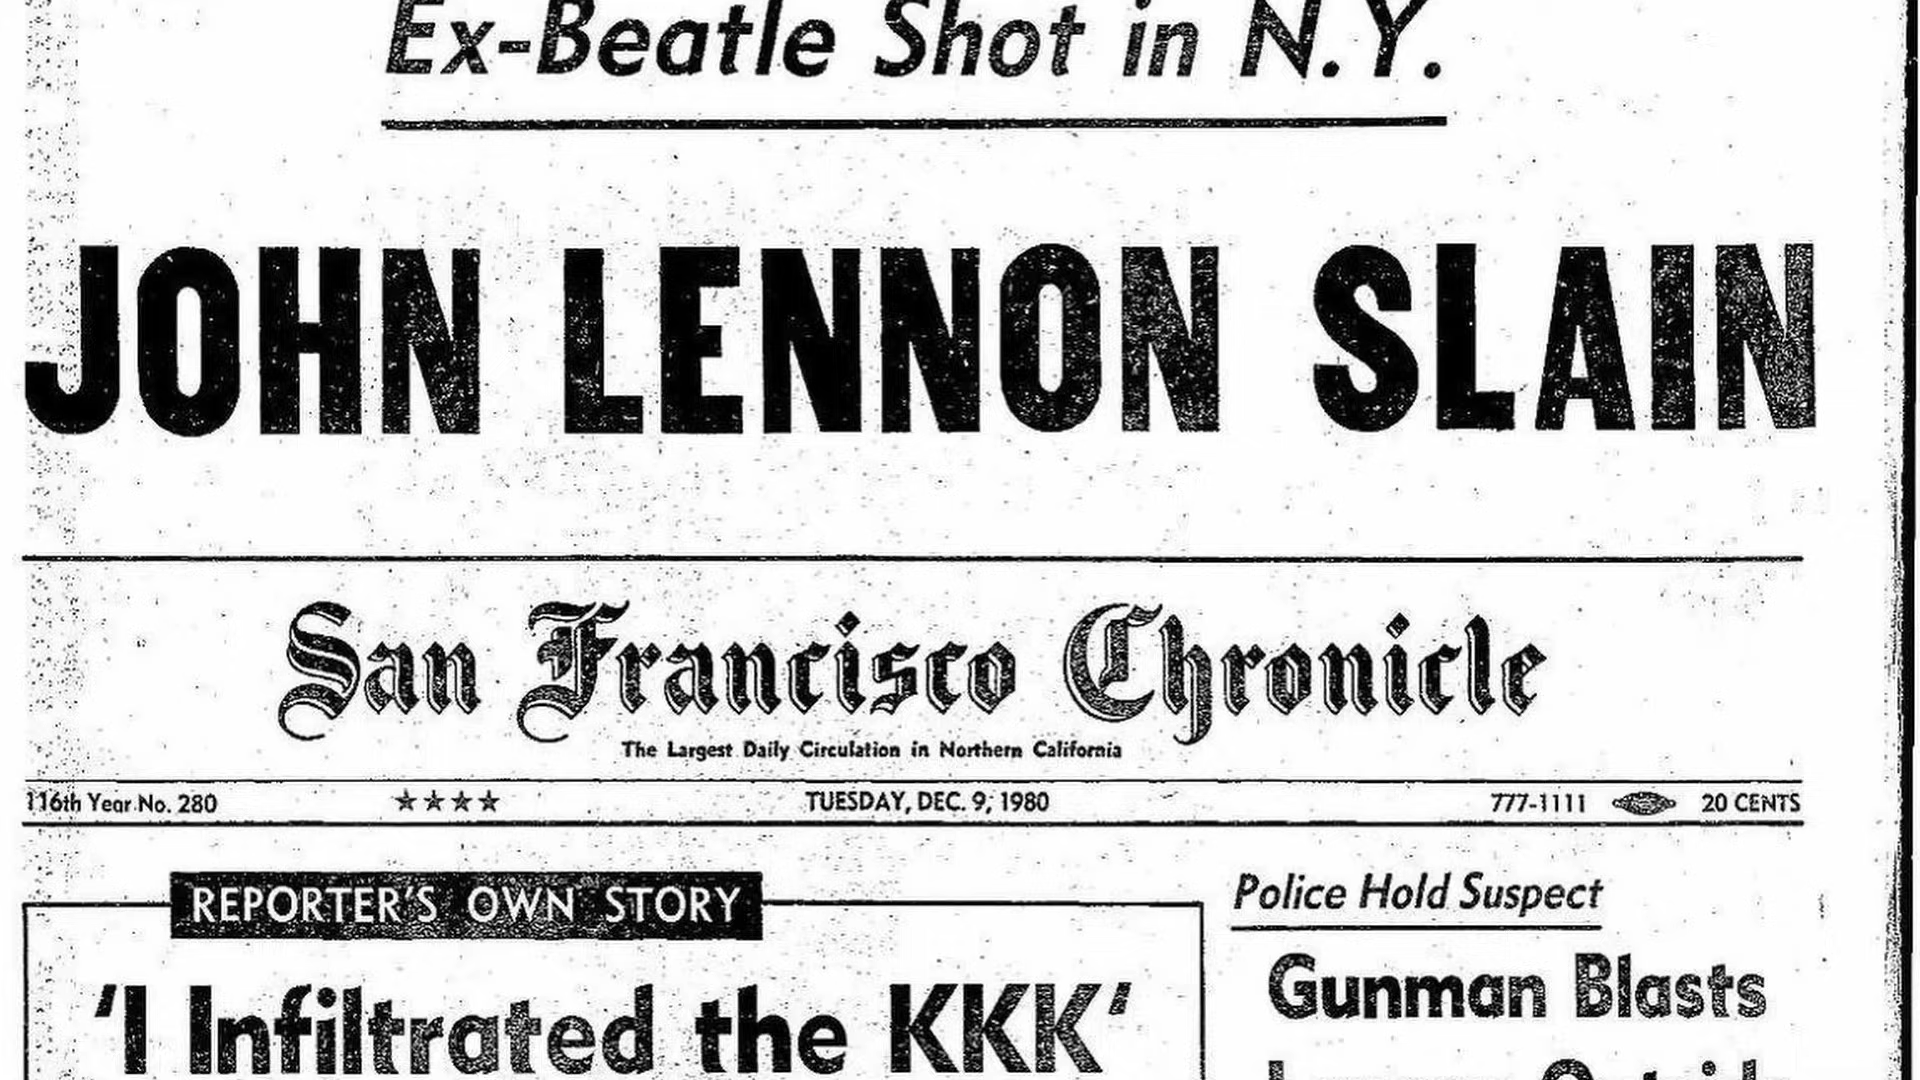 Ex-Beatle Shot in N.Y.
JOHN LENNON SLAIN
San Francisco Chronicle
The Largest Daily Circulation in Northern California
116th Year No. 280 ★★★★ TUESDAY, DEC. 9, 1980 777-1111 20 CENTS
REPORTER'S OWN STORY
'I Infiltrated the KKK'
Police Hold Suspect
Gunman Blasts